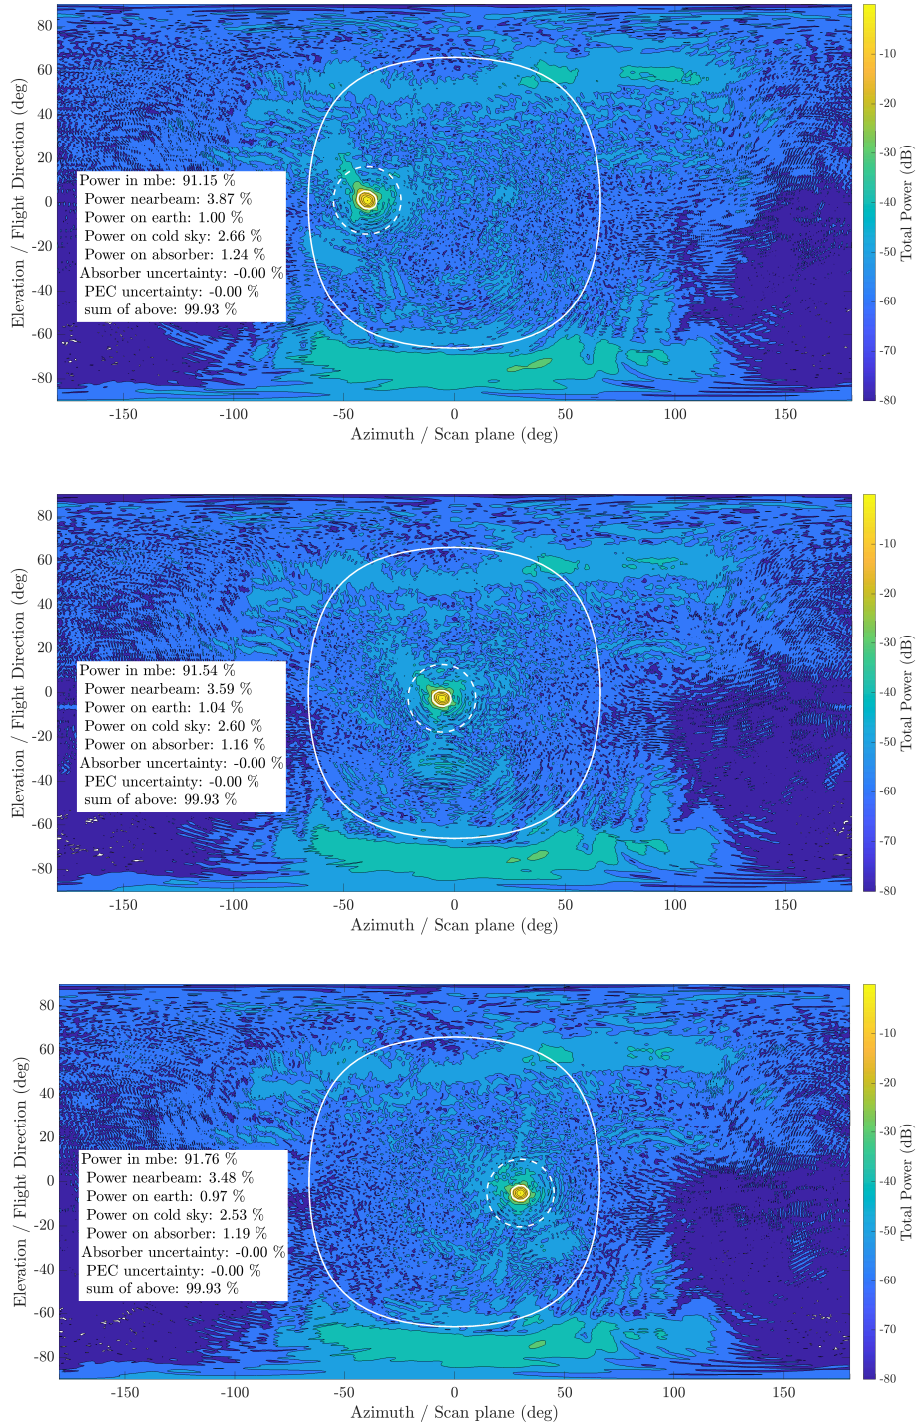 80
60
40
20
0
-20
-40
-60
-80
Elevation / Flight Direction (deg)
Power in mbe: 91.15 %
Power nearbeam: 3.87 %
Power on earth: 1.00 %
Power on cold sky: 2.66 %
Power on absorber: 1.24 %
Absorber uncertainty: -0.00 %
PEC uncertainty: -0.00 %
sum of above: 99.93 %
-150 -100 -50 0 50 100 150
Azimuth / Scan plane (deg)
-10
-20
-30
-40
-50
-60
-70
-80
Total Power (dB)
80
60
40
20
0
-20
-40
-60
-80
Elevation / Flight Direction (deg)
Power in mbe: 91.54 %
Power nearbeam: 3.59 %
Power on earth: 1.04 %
Power on cold sky: 2.60 %
Power on absorber: 1.16 %
Absorber uncertainty: -0.00 %
PEC uncertainty: -0.00 %
sum of above: 99.93 %
-150 -100 -50 0 50 100 150
Azimuth / Scan plane (deg)
-10
-20
-30
-40
-50
-60
-70
-80
Total Power (dB)
80
60
40
20
0
-20
-40
-60
-80
Elevation / Flight Direction (deg)
Power in mbe: 91.76 %
Power nearbeam: 3.48 %
Power on earth: 0.97 %
Power on cold sky: 2.53 %
Power on absorber: 1.19 %
Absorber uncertainty: -0.00 %
PEC uncertainty: -0.00 %
sum of above: 99.93 %
-150 -100 -50 0 50 100 150
Azimuth / Scan plane (deg)
-10
-20
-30
-40
-50
-60
-70
-80
Total Power (dB)